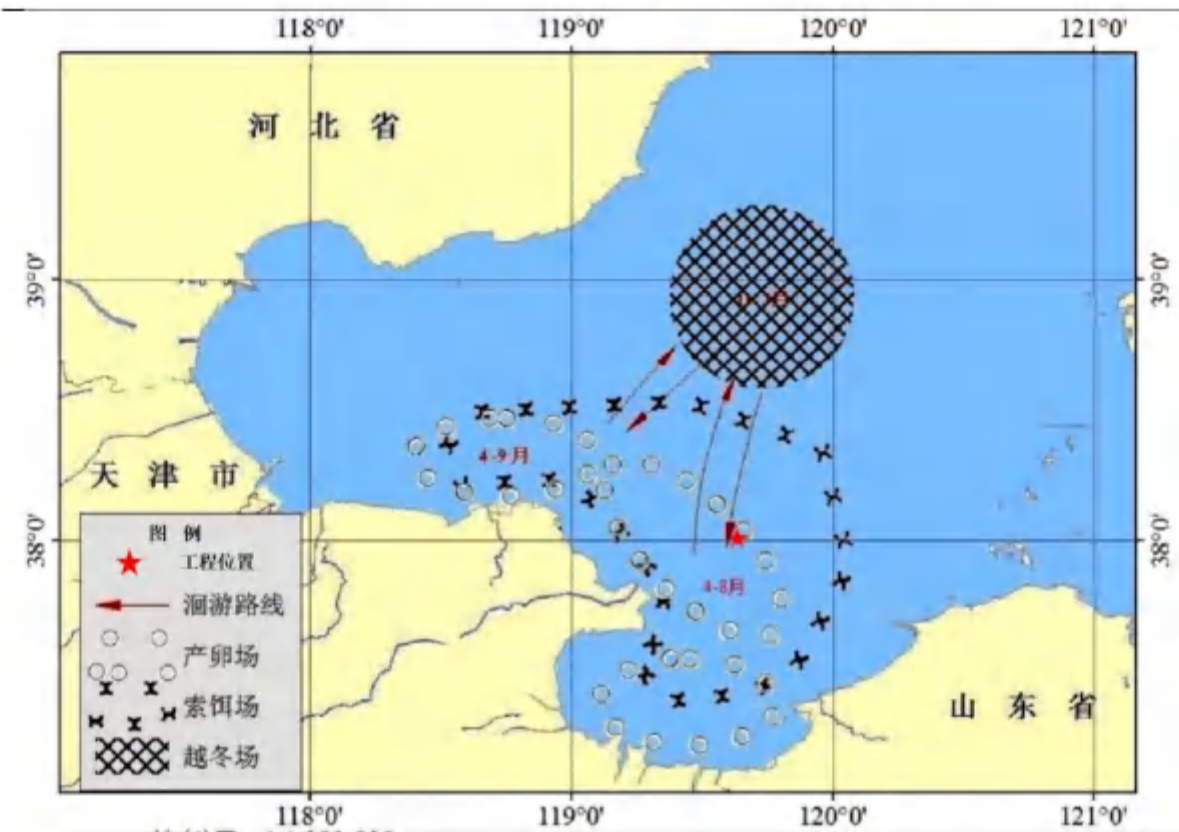 118°0' 119°0' 120°0' 121°0'
河 北 省
39°0' 39°0'
4-9月
天 津 市
38°0' 38°0'
4-8月
图 例
工程位置
洄游路线
产卵场
索饵场
越冬场
山 东 省
118°0' 119°0' 120°0' 121°0'